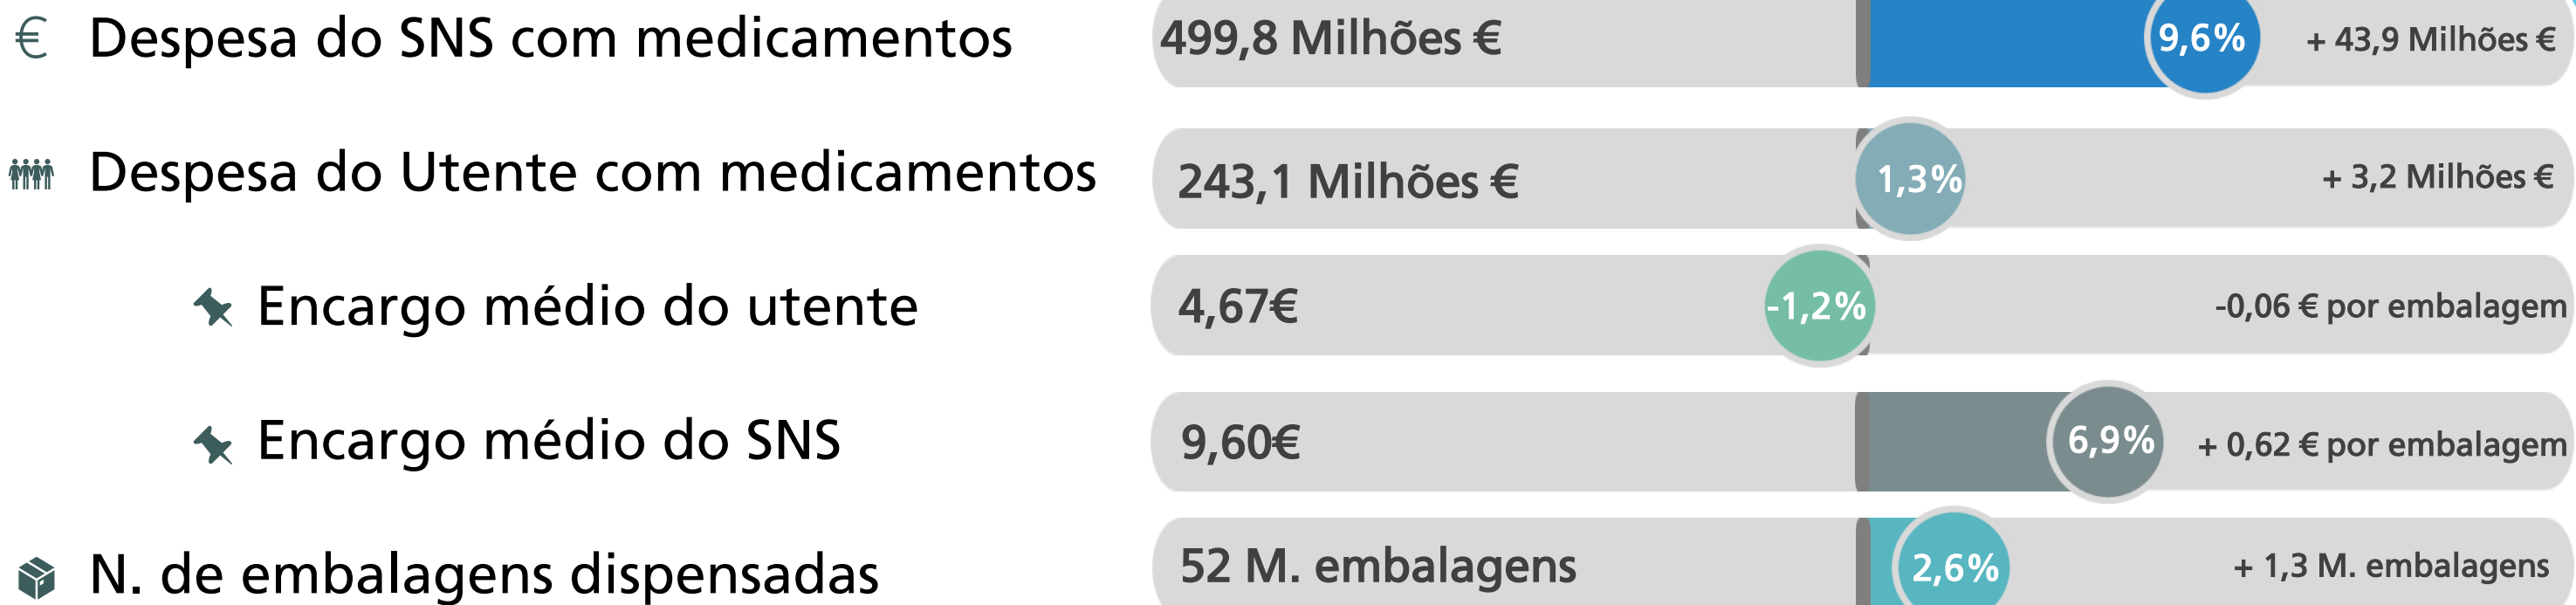 € Despesa do SNS com medicamentos 499,8 Milhões € 9,6% + 43,9 Milhões €
Despesa do Utente com medicamentos 243,1 Milhões € 1,3% + 3,2 Milhões €
Encargo médio do utente 4,67€ -1,2% -0,06 € por embalagem
Encargo médio do SNS 9,60€ 6,9% + 0,62 € por embalagem
N. de embalagens dispensadas 52 M. embalagens 2,6% + 1,3 M. embalagens